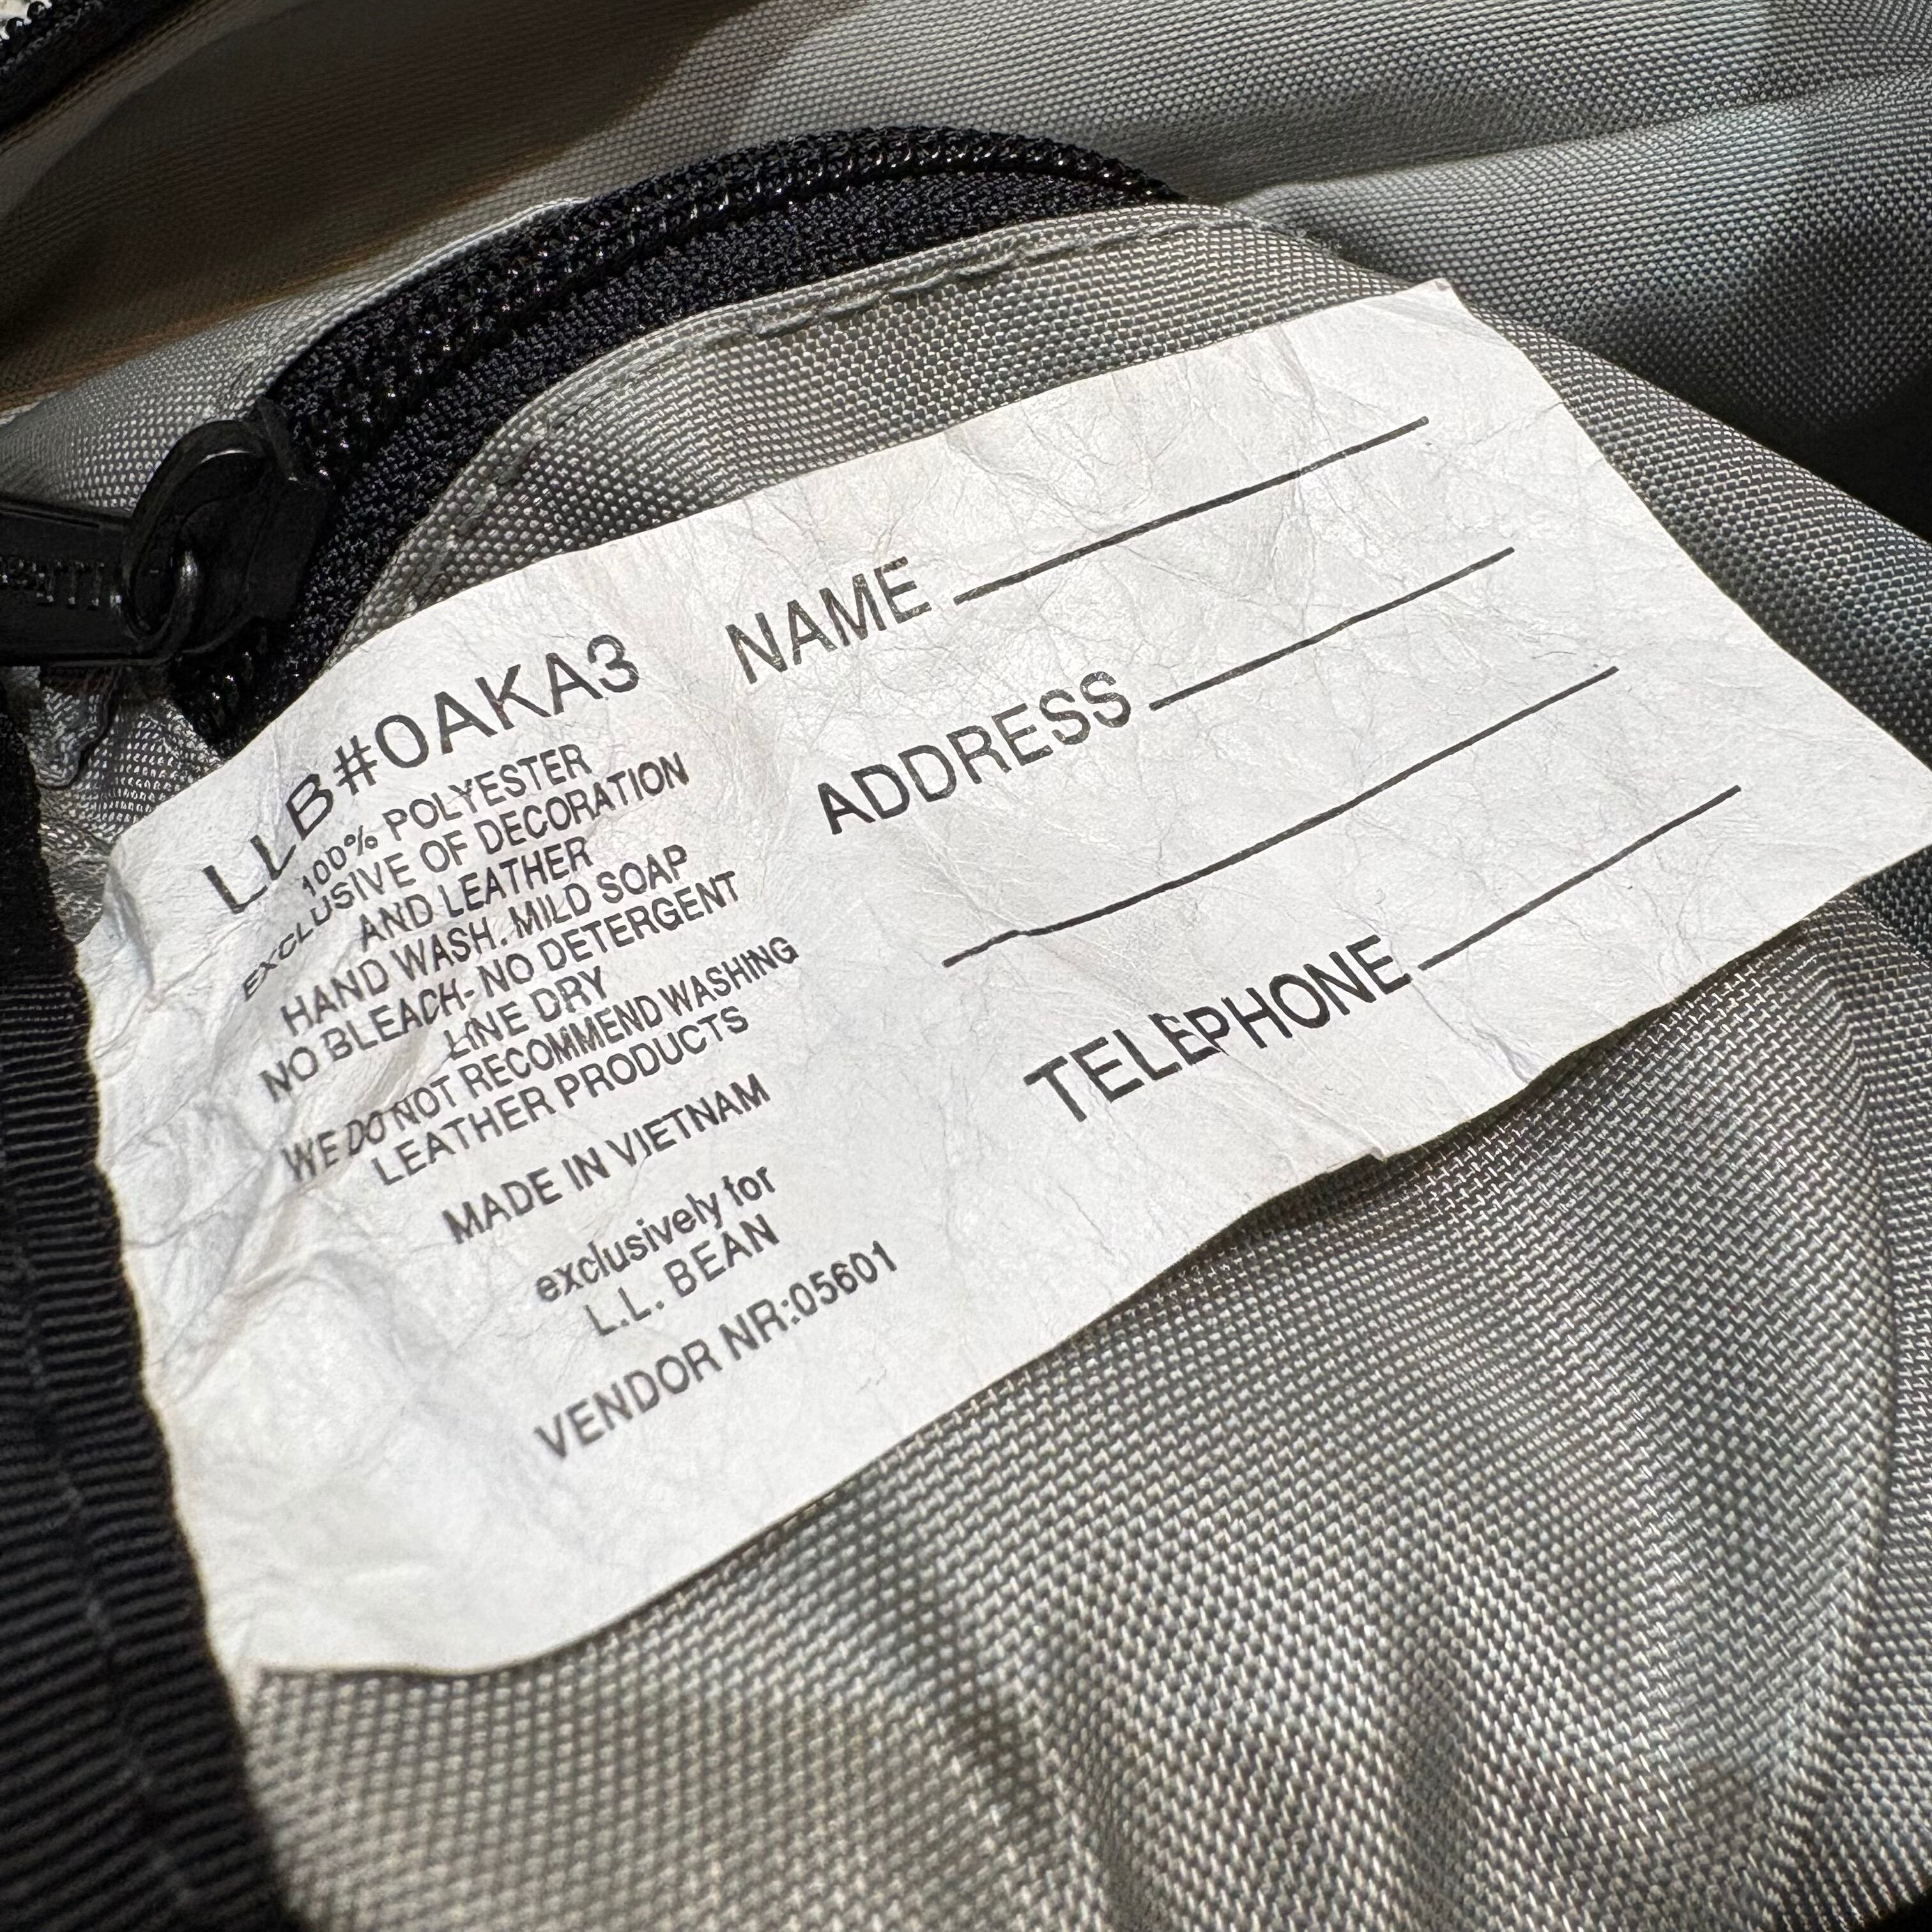 LLB#0AKA3
100% POLYESTER
EXCLUSIVE OF DECORATION
AND LEATHER
HAND WASH. MILD SOAP
NO BLEACH- NO DETERGENT
LINE DRY
WE DO NOT RECOMMEND WASHING
LEATHER PRODUCTS
MADE IN VIETNAM
exclusively for
L.L. BEAN
VENDOR NR:05601
NAME
ADDRESS
TELEPHONE